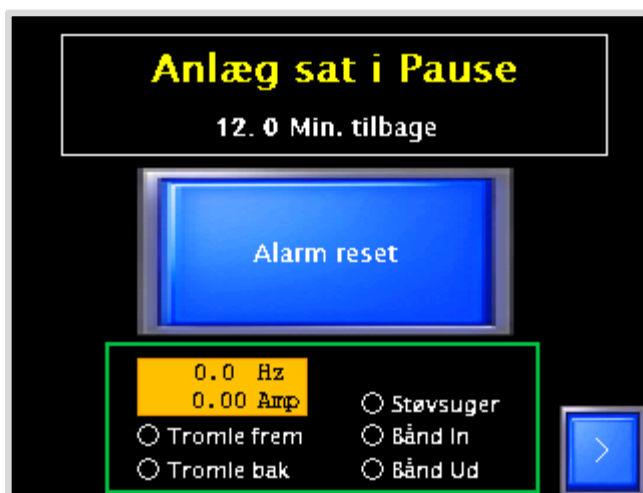 Anlæg sat i Pause
12. 0 Min. tilbage
Alarm reset
0.0 Hz
0.00 Amp
Tromle frem
Tromle bak
Støvsuger
Bånd In
Bånd Ud
>